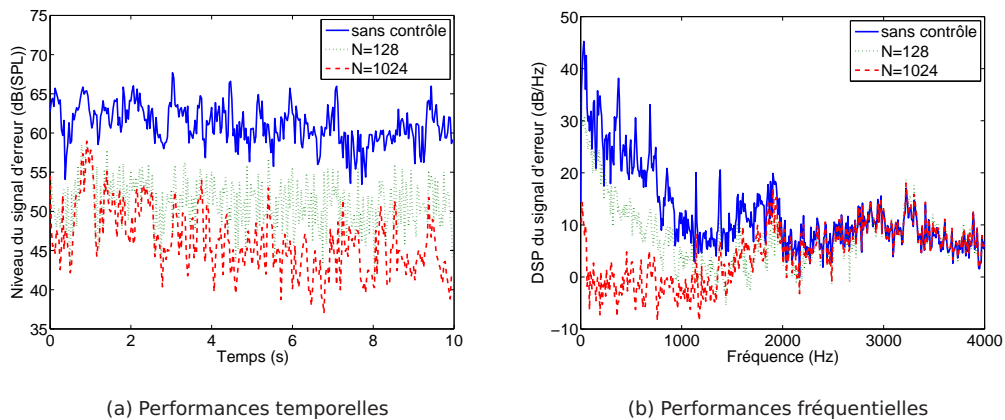 75
70
65
60
55
50
45
40
35
Niveau du signal d'erreur (dB(SPL))
sans contrôle
N=128
N=1024
0 2 4 6 8 10
Temps (s)
(a) Performances temporelles
50
40
30
20
10
0
−10
DSP du signal d'erreur (dB/Hz)
sans contrôle
N=128
N=1024
0 1000 2000 3000 4000
Fréquence (Hz)
(b) Performances fréquentielles